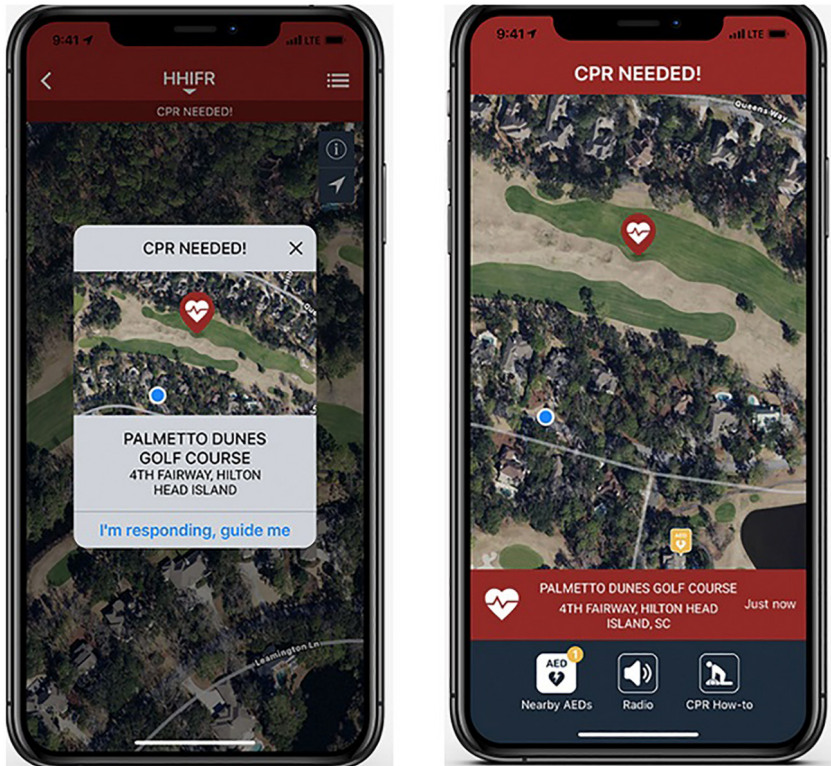 9:41
LTE
HHIFR
CPR NEEDED!
CPR NEEDED!
Que
PALMETTO DUNES
GOLF COURSE
4TH FAIRWAY, HILTON
HEAD ISLAND
I'm responding, guide me
Leamington Ln
9:41
LTE
CPR NEEDED!
Queens Way
AED
PALMETTO DUNES GOLF COURSE
4TH FAIRWAY, HILTON HEAD
ISLAND, SC
Just now
AED
1
Nearby AEDs
Radio
CPR How-to